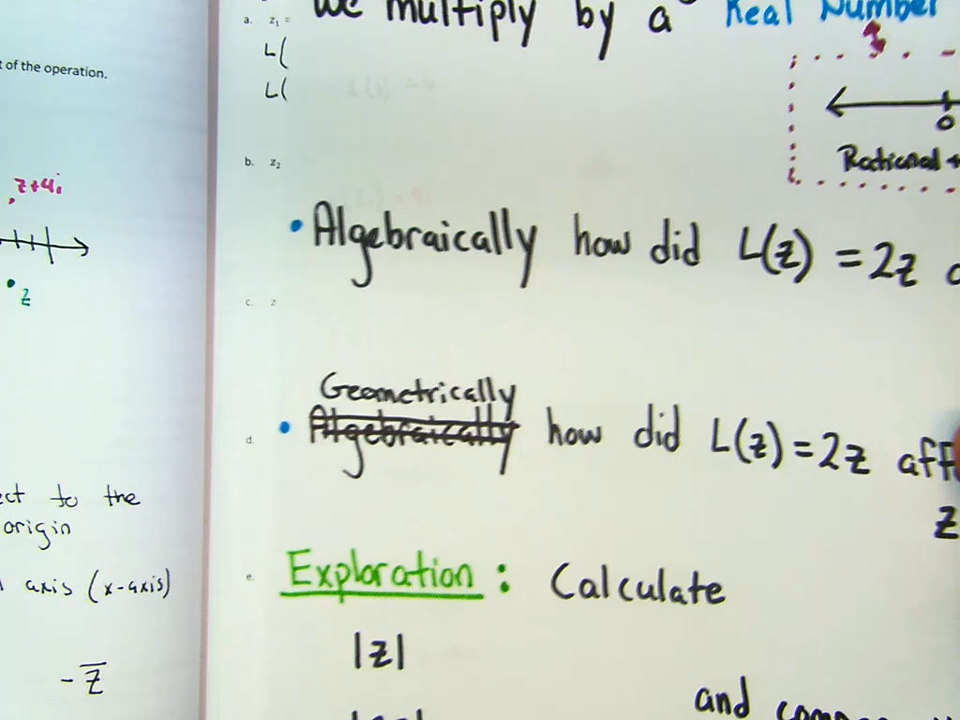 t of the operation.
z+4i
z
ect to the
origin
axis (x-axis)
- z̅
we multiply by a Real Number
a. z₁ =
L(
L(
0
Rational +
b. z₂
• Algebraically how did L(z) = 2z
c. z
Geometrically
d. • Algebraically how did L(z) = 2z aff
z
e. Exploration : Calculate
|z|
and